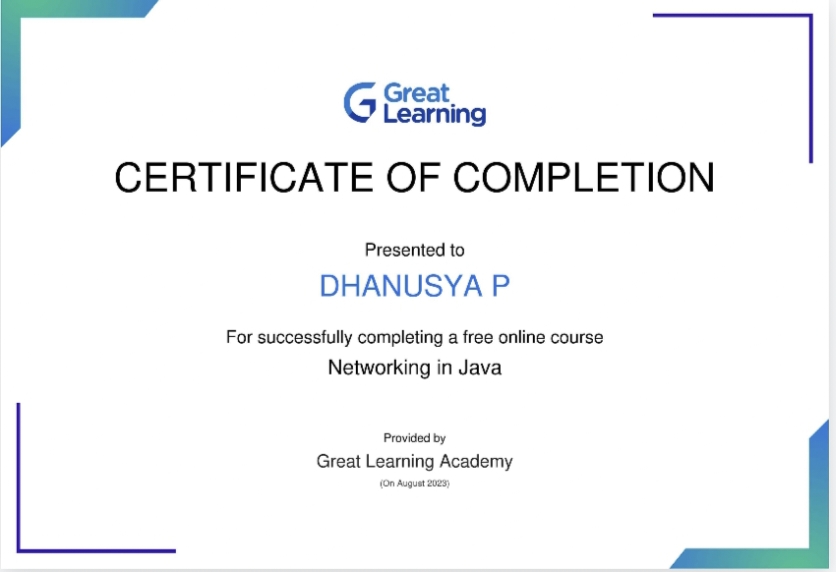 Great
Learning
CERTIFICATE OF COMPLETION
Presented to
DHANUSYA P
For successfully completing a free online course
Networking in Java
Provided by
Great Learning Academy
(On August 2023)